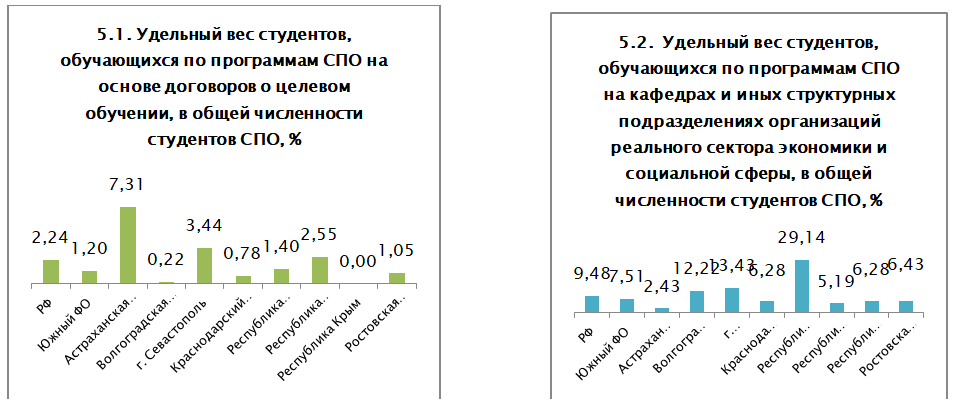 5.1. Удельный вес студентов,
обучающихся по программам СПО на
основе договоров о целевом
обучении, в общей численности
студентов СПО, %
7,31
3,44
2,24
2,55
1,20
0,22
0,78
1,40
0,00
1,05
РФ
Южный ФО
Астраханская..
Волгоградская..
г. Севастополь
Краснодарский..
Республика..
Республика..
Республика Крым
Ростовская..
5.2. Удельный вес студентов,
обучающихся по программам СПО
на кафедрах и иных структурных
подразделениях организаций
реального сектора экономики и
социальной сферы, в общей
численности студентов СПО, %
29,14
9,48
7,51
2,43
12,22
13,43
6,28
5,19
6,28
6,43
РФ
Южный ФО
Астрахан..
Волгогра..
г. ..
Краснода..
Республи..
Республи..
Республи..
Ростовска..